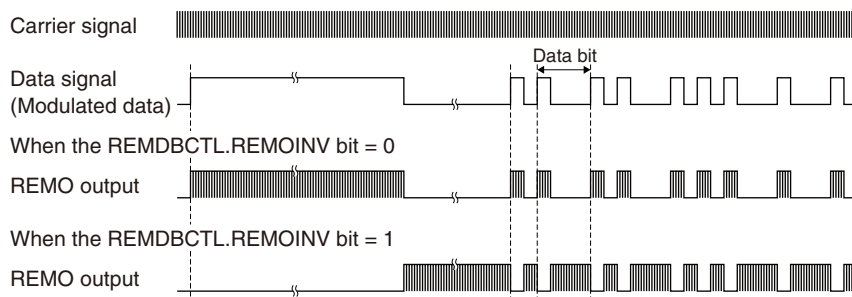 Carrier signal
Data bit
Data signal
(Modulated data)
When the REMDBCTL.REMOINV bit = 0
REMO output
When the REMDBCTL.REMOINV bit = 1
REMO output